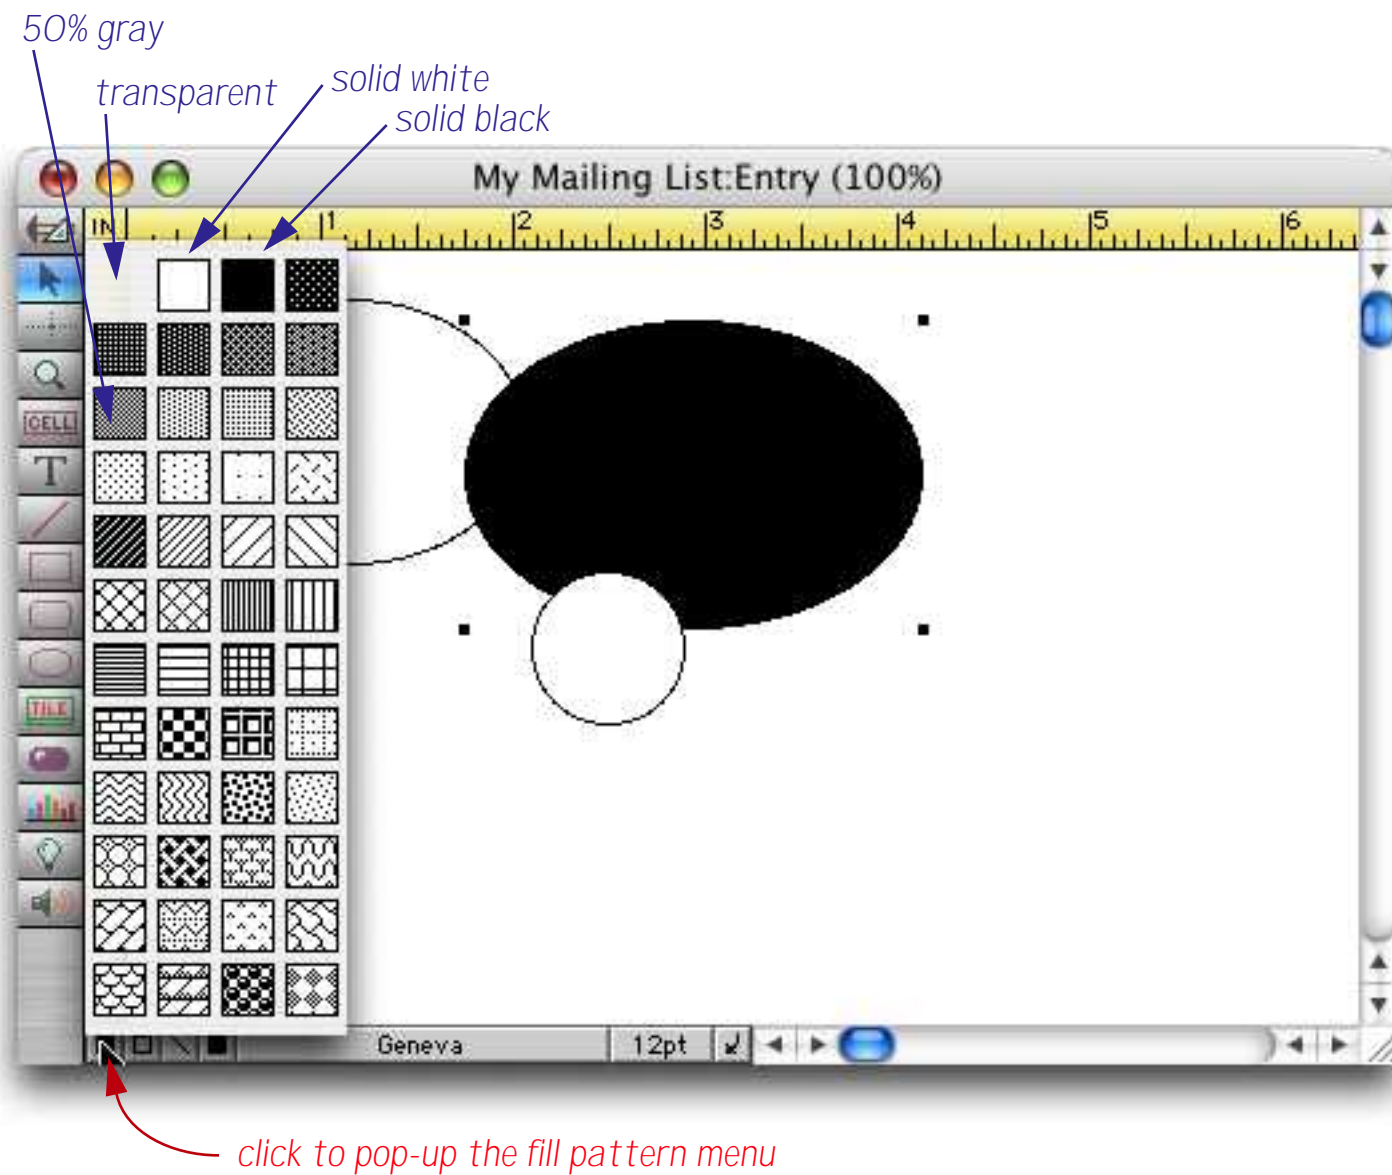 50% gray
transparent
solid white
solid black
My Mailing List:Entry (100%)
IN 1 2 3 4 5 6
CELL
T
TILE
Geneva 12pt
click to pop-up the fill pattern menu